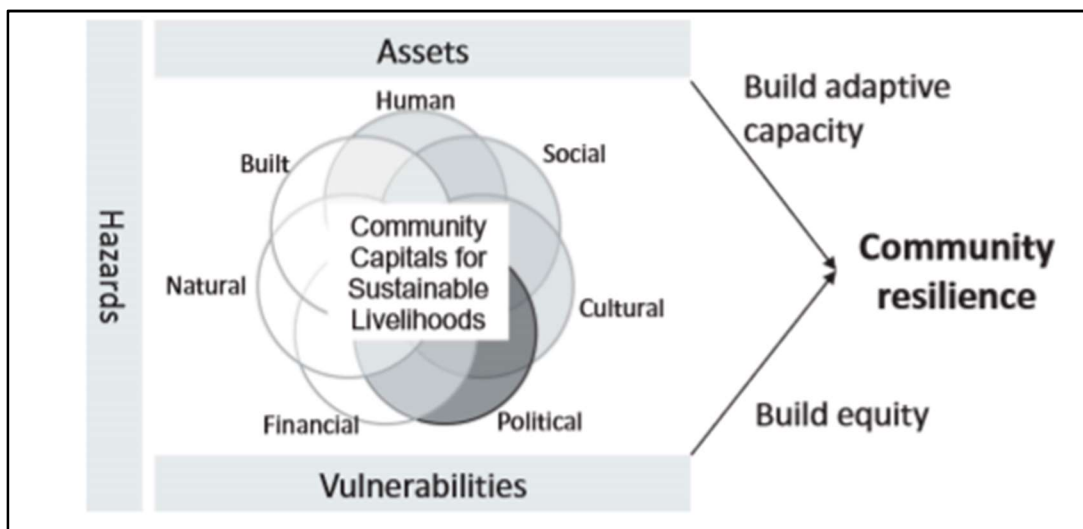 Assets
Human
Built
Social
Hazards
Community
Capitals for
Sustainable
Livelihoods
Natural
Cultural
Financial
Political
Vulnerabilities
Build adaptive
capacity
Community
resilience
Build equity